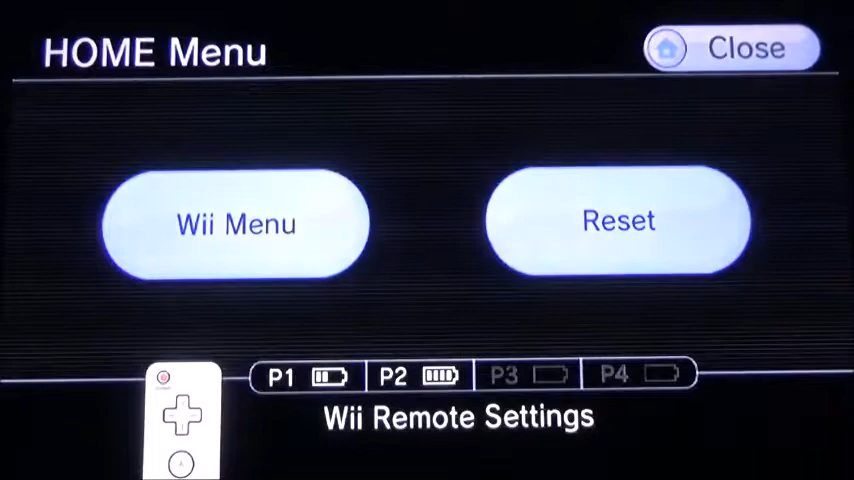 HOME Menu
Close
Wii Menu
Reset
P1 P2 P3 P4
Wii Remote Settings